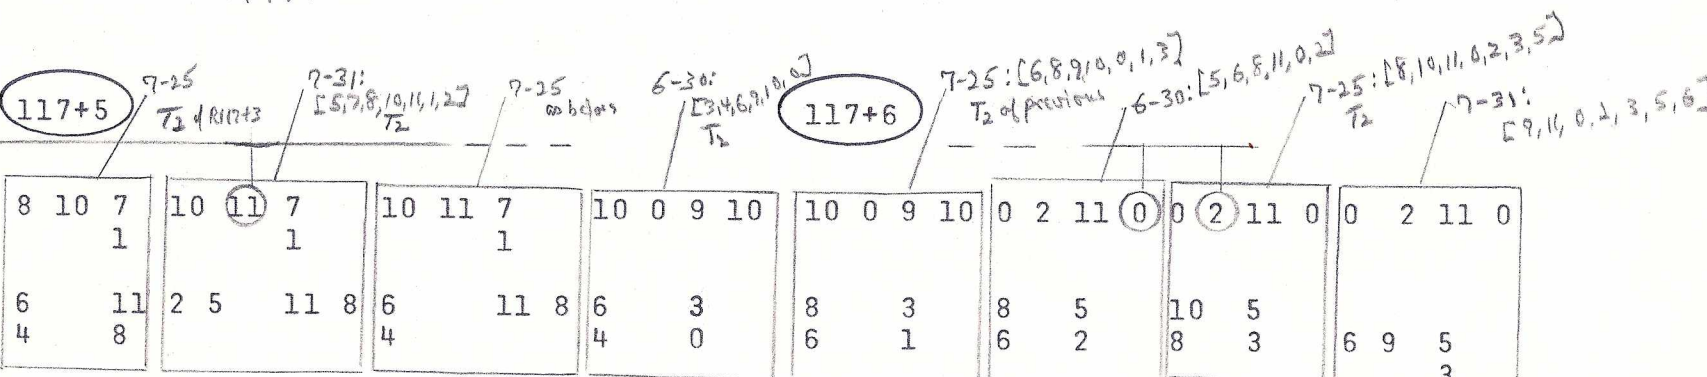 117+5
7-25
T2 of R117+3
7-31:
[5,7,8,10,11,1,2]
T2
7-25
as before
6-30:
[3,4,6,9,10,0]
T2
117+6
7-25: [6,8,9,10,0,1,3]
T2 of previous
6-30: [5,6,8,11,0,2]
7-25: [8,10,11,0,2,3,5]
T2
7-31:
[9,11,0,2,3,5,6
8 10 7
1
6 11
4 8
10 11 7
1
2 5 11 8
10 11 7
1
6 11 8
4
10 0 9 10
6 3
4 0
10 0 9 10
8 3
6 1
0 2 11 0
8 5
6 2
0 2 11 0
10 5
8 3
0 2 11 0
6 9 5
3